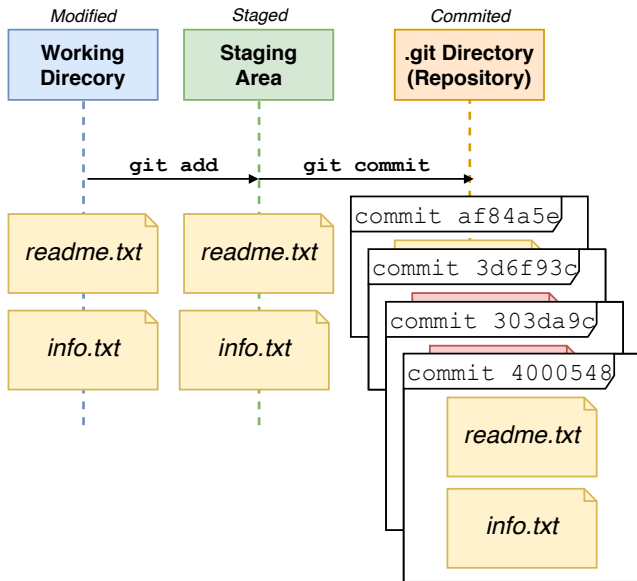 Modified
Staged
Commited
Working
Direcory
Staging
Area
.git Directory
(Repository)
git add
git commit
readme.txt
readme.txt
info.txt
info.txt
commit af84a5e
commit 3d6f93c
commit 303da9c
commit 4000548
readme.txt
info.txt